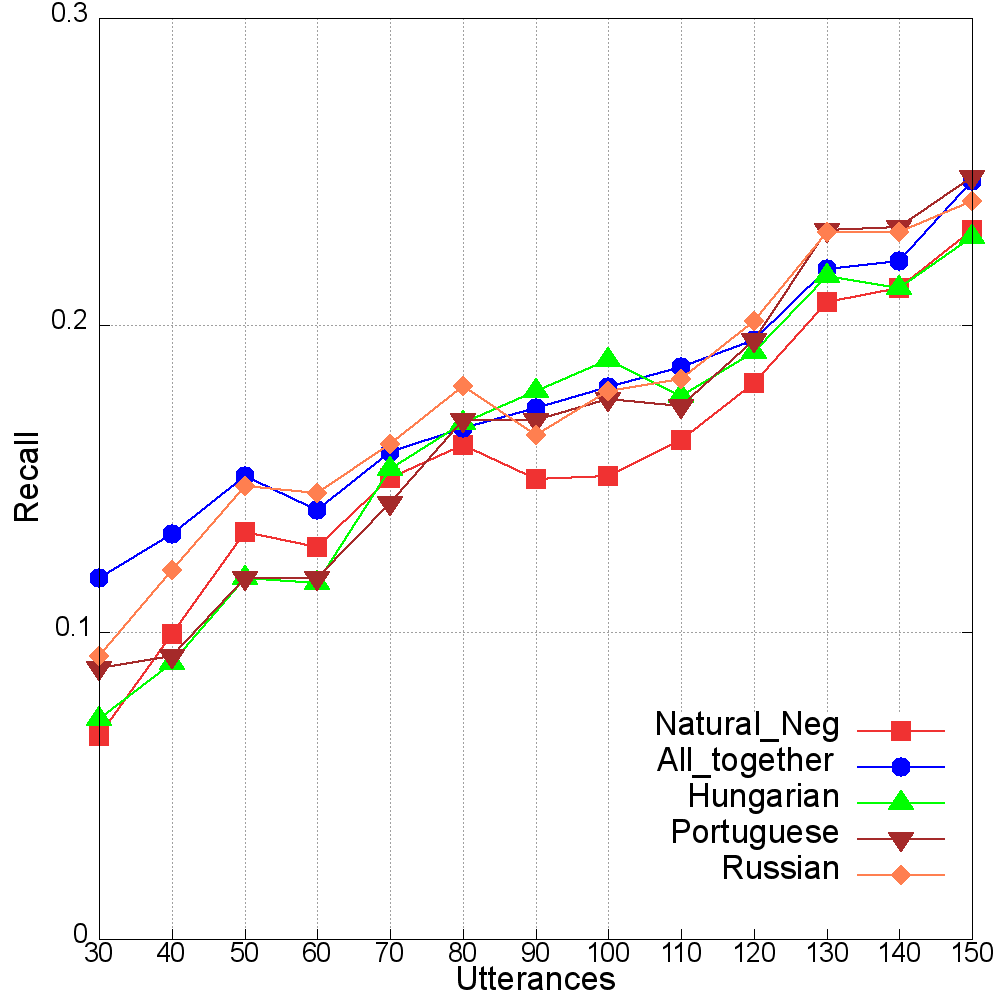 0.3
0.2
0.1
0
Recall
Natural_Neg
All_together
Hungarian
Portuguese
Russian
30 40 50 60 70 80 90 100 110 120 130 140 150
Utterances